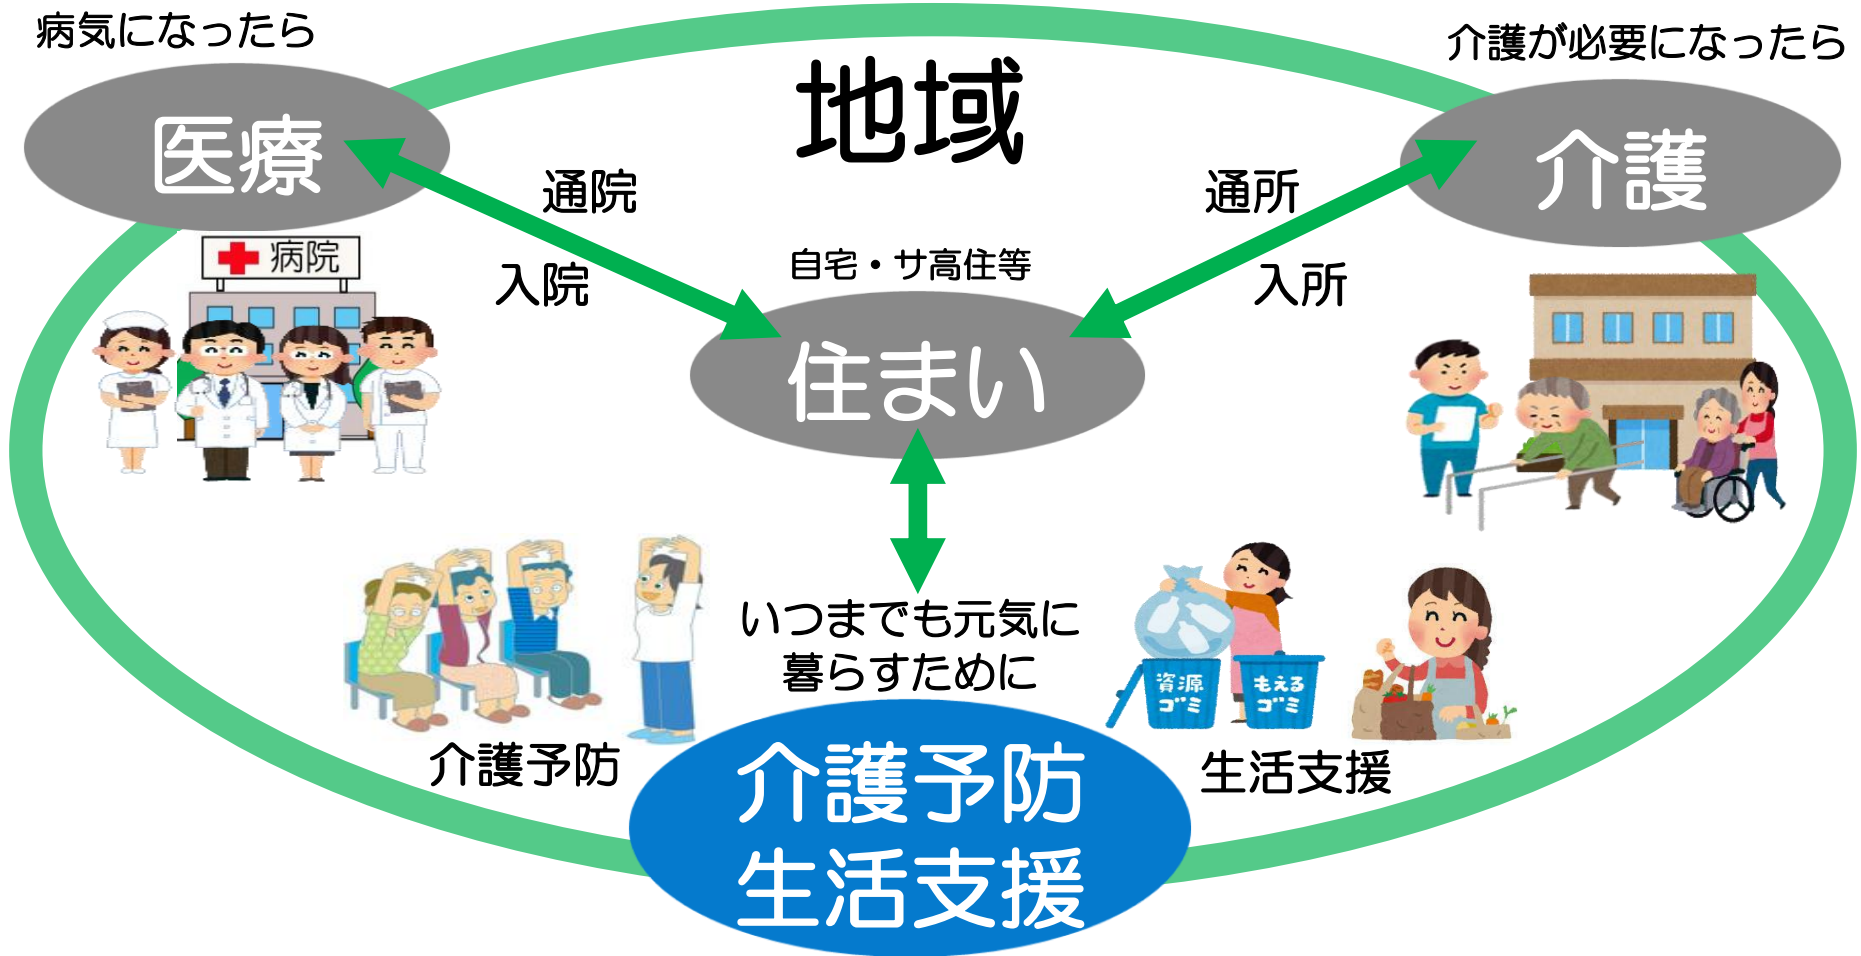 病気になったら
介護が必要になったら
地域
医療
介護
通院
入院
通所
入所
病院
自宅・サ高住等
住まい
いつまでも元気に
暮らすために
資源
ゴミ
もえる
ゴミ
介護予防
生活支援
介護予防
生活支援